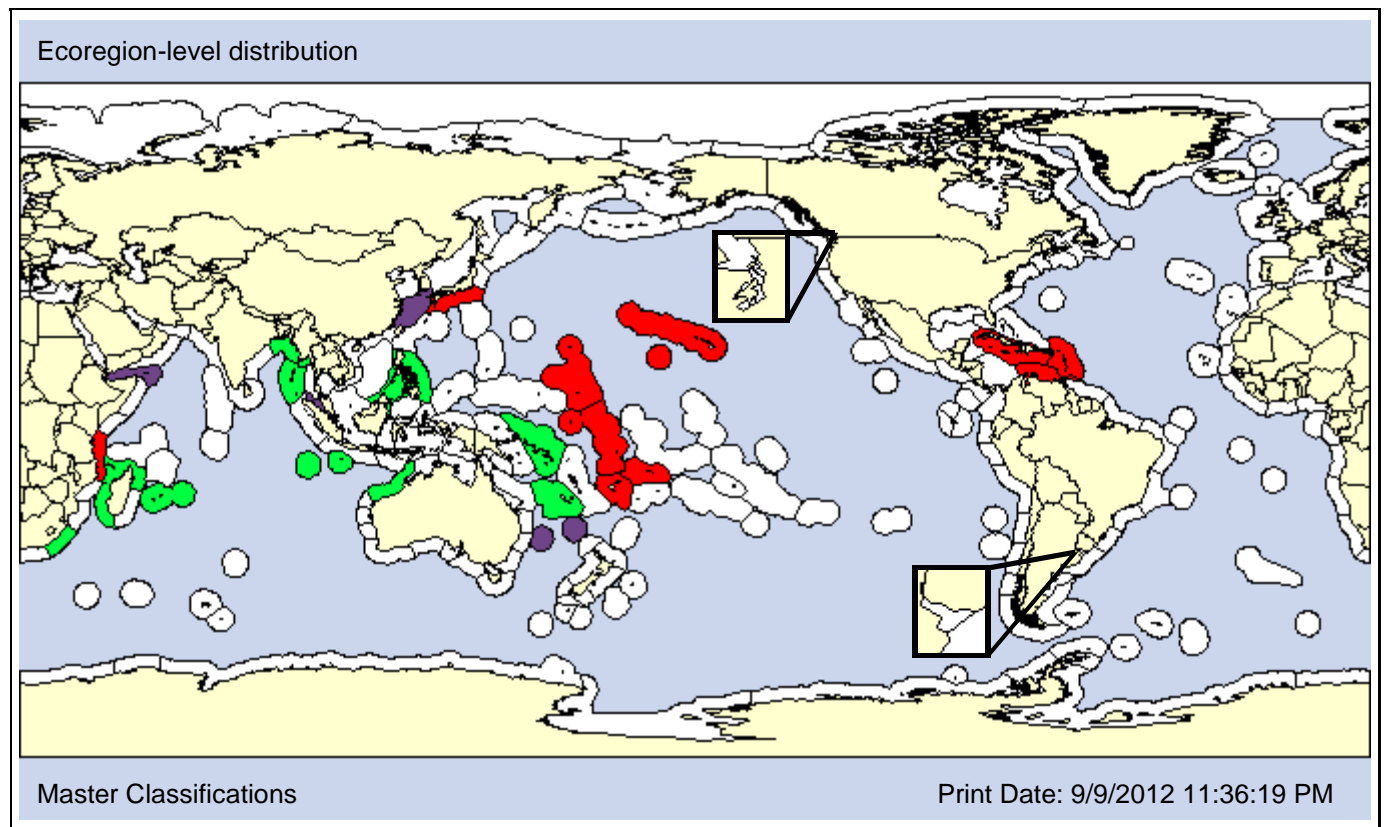 Ecoregion-level distribution
Master Classifications
Print Date: 9/9/2012 11:36:19 PM